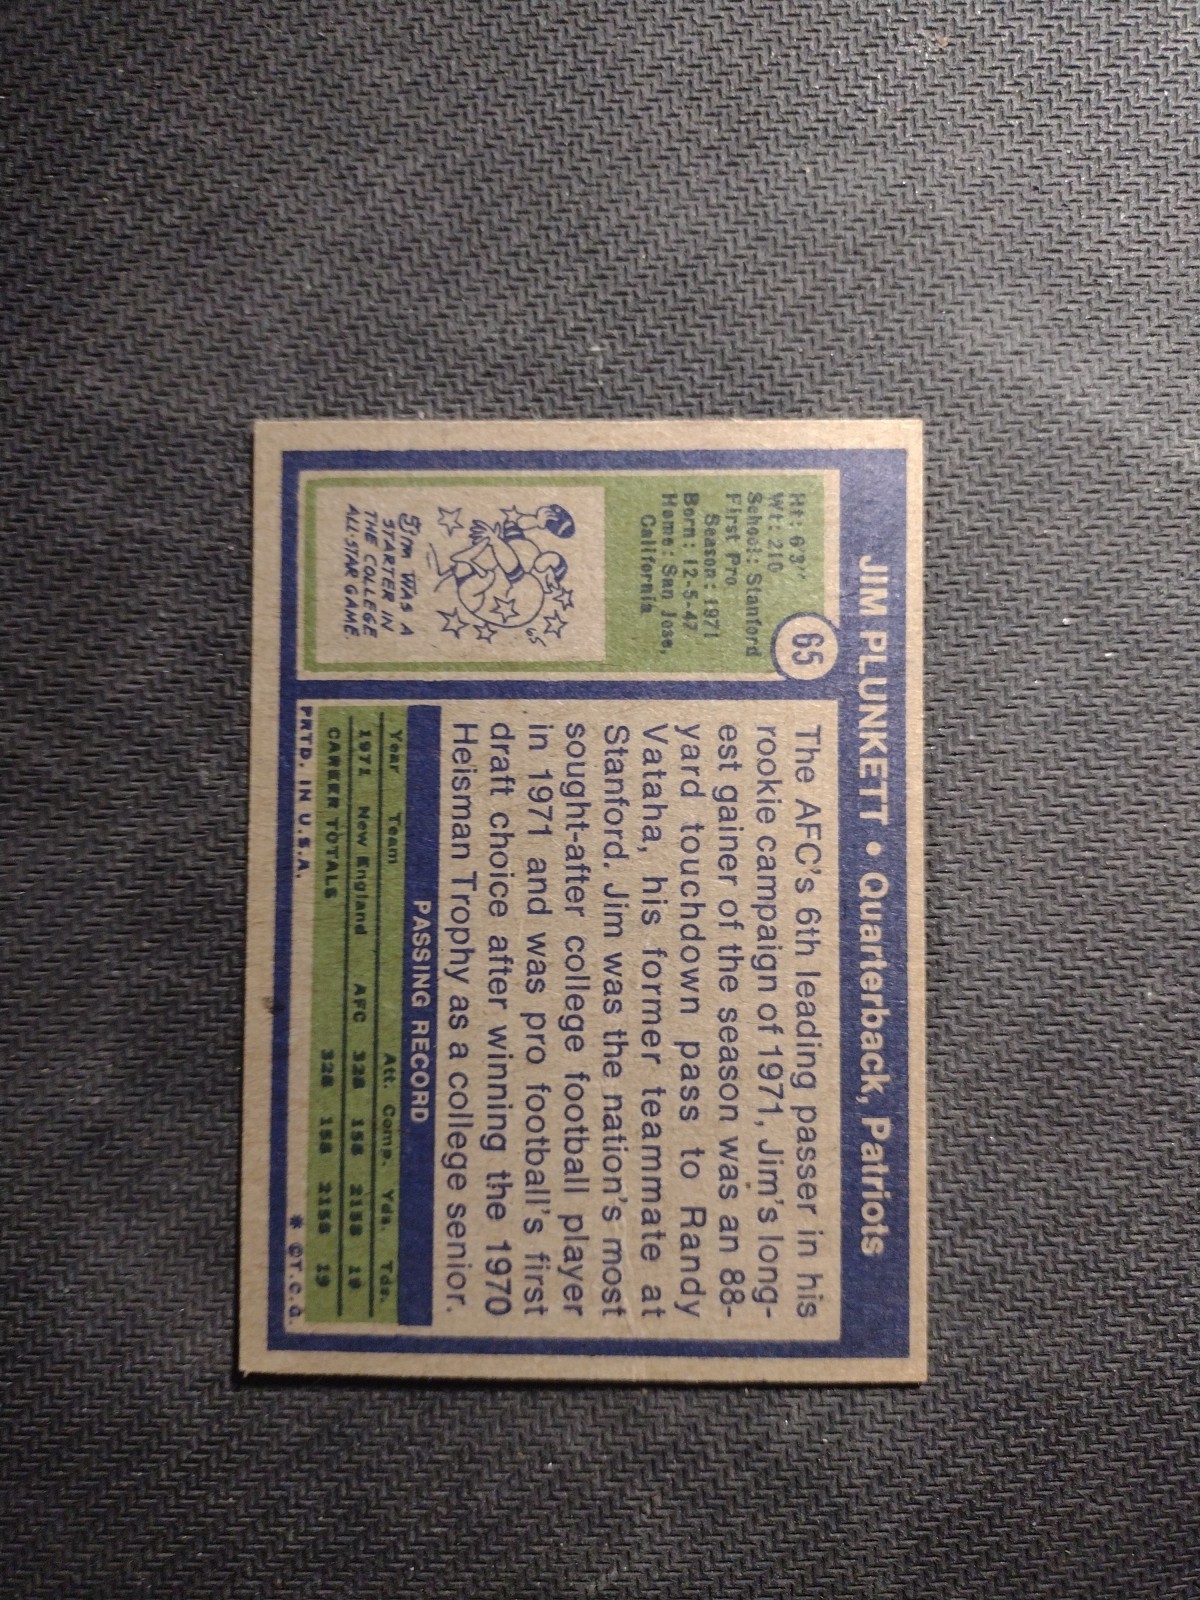 JIM PLUNKETT • Quarterback, Patriots
65
Ht: 6'3"
Wt: 210
School: Stanford
First Pro
Season: 1971
Born: 12-5-47
Home: San Jose,
California
65
JIM WAS A
STARTER IN
THE COLLEGE
ALL-STAR GAME
The AFC's 6th leading passer in his
rookie campaign of 1971, Jim's long-
est gainer of the season was an 88-
yard touchdown pass to Randy
Vataha, his former teammate at
Stanford. Jim was the nation's most
sought-after college football player
in 1971 and was pro football's first
draft choice after winning the 1970
Heisman Trophy as a college senior.
PASSING RECORD
Year Team Att. Comp. Yds. Tds.
1971 New England AFC 328 158 2158 19
CAREER TOTALS 328 158 2158 19
PRTD. IN U.S.A. * ©T.C.G.